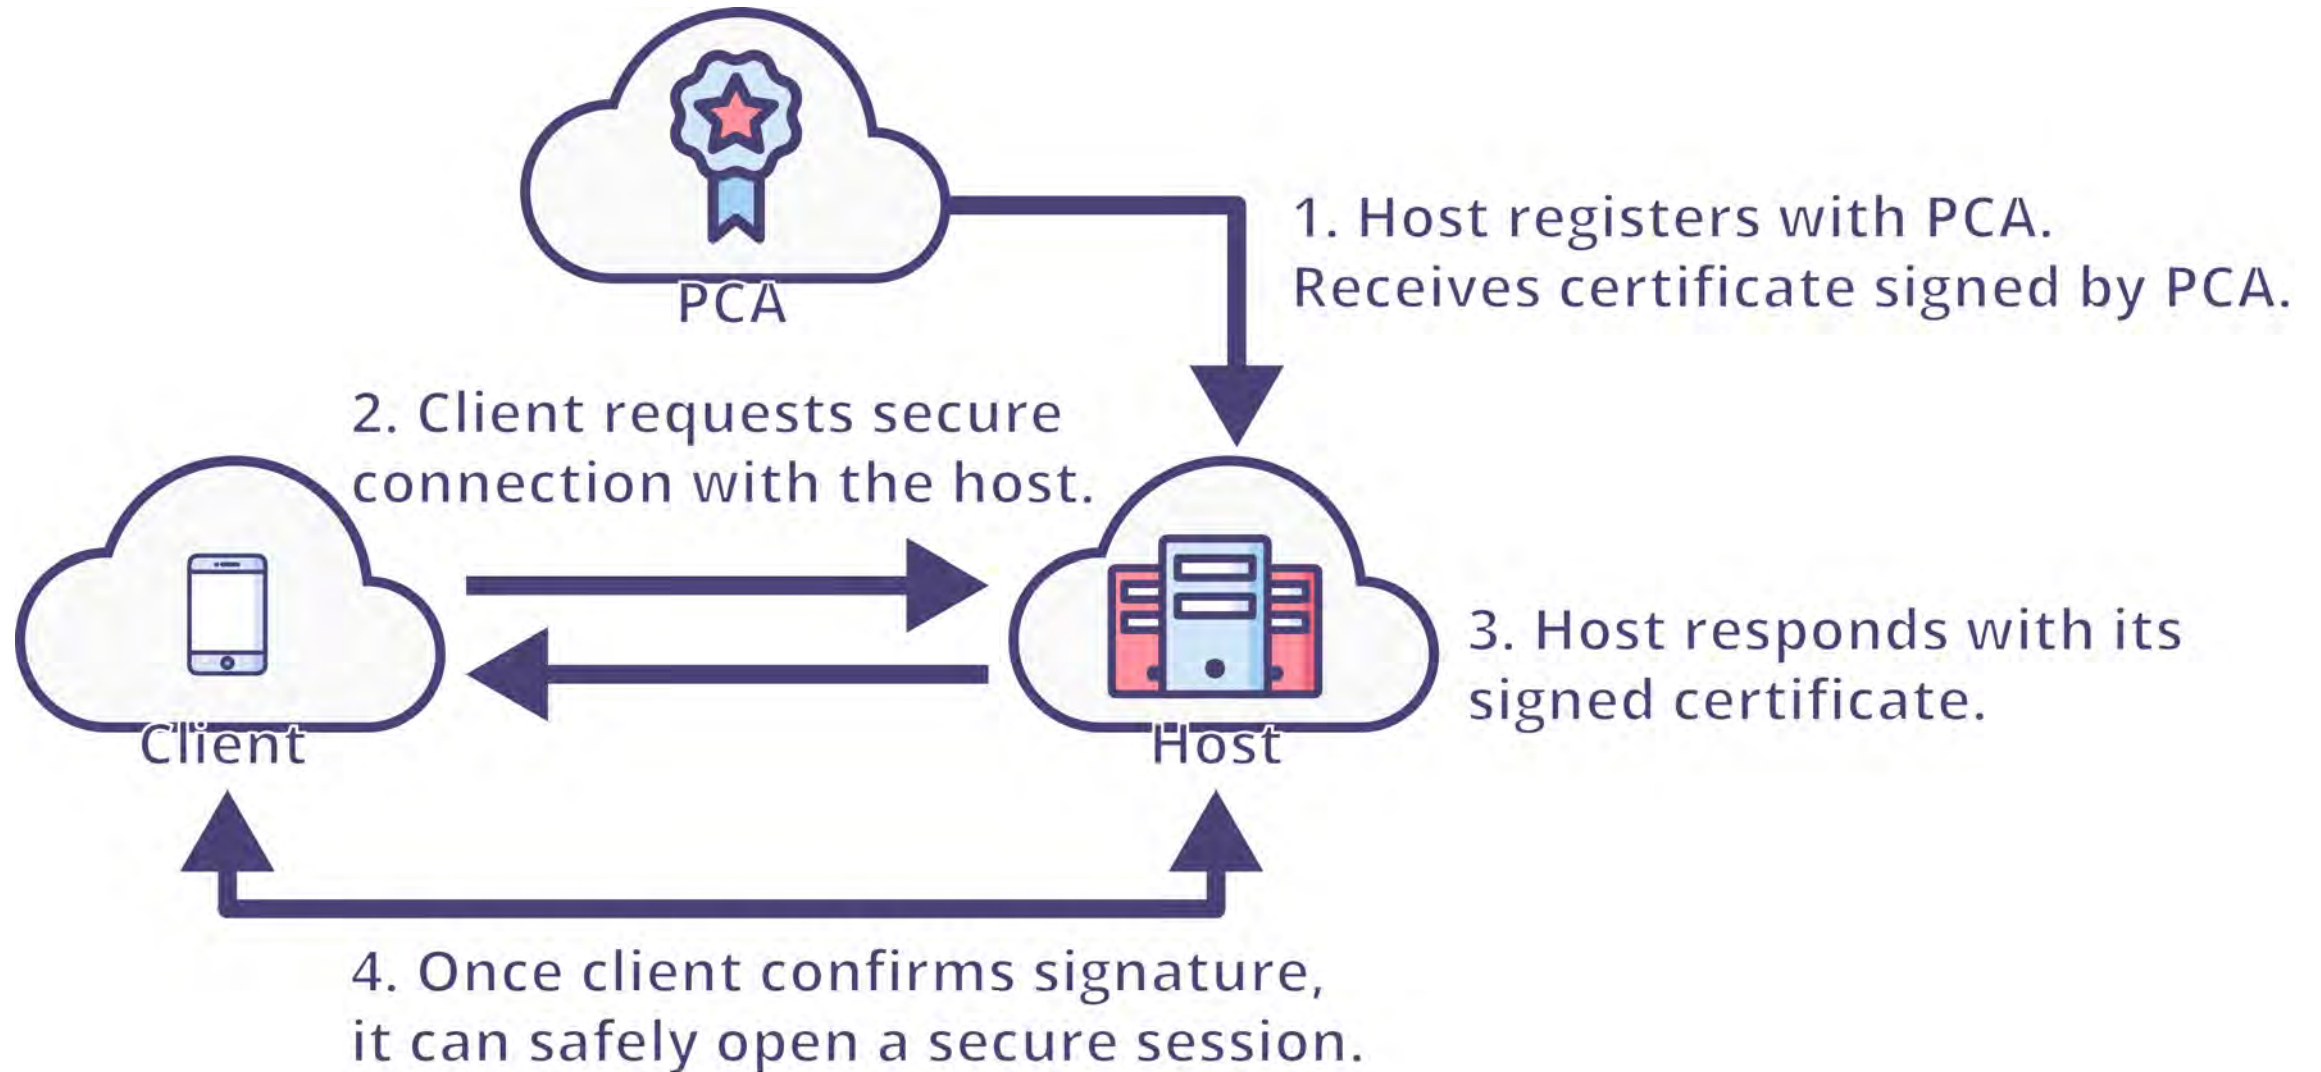 PCA
1. Host registers with PCA.
Receives certificate signed by PCA.
2. Client requests secure
connection with the host.
Client
Host
3. Host responds with its
signed certificate.
4. Once client confirms signature,
it can safely open a secure session.